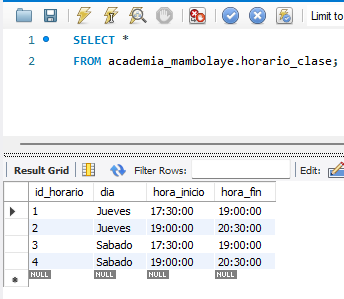 Limit to
1 SELECT *
2 FROM academia_mambolaye.horario_clase;
Result Grid Filter Rows: Edit:
id_horario dia hora_inicio hora_fin
1 Jueves 17:30:00 19:00:00
2 Jueves 19:00:00 20:30:00
3 Sabado 17:30:00 19:00:00
4 Sabado 19:00:00 20:30:00
NULL NULL NULL NULL